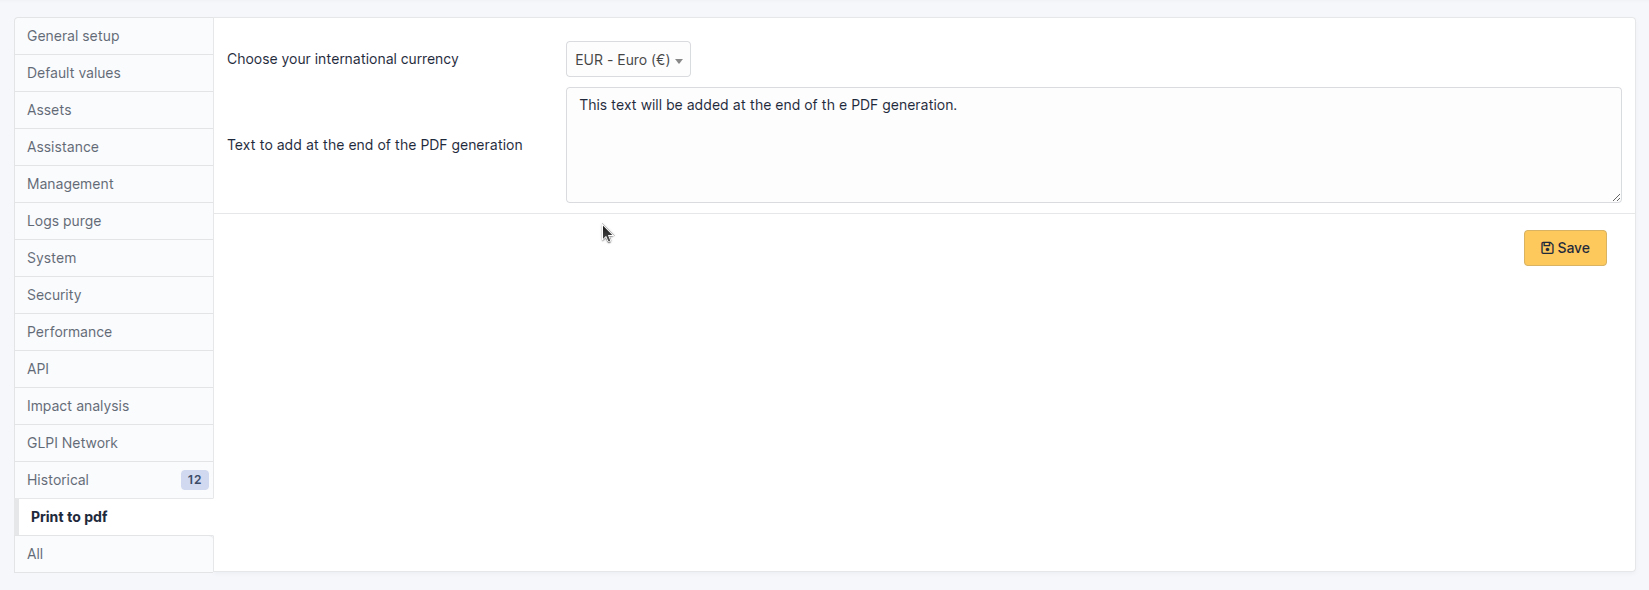 General setup
Default values
Assets
Assistance
Management
Logs purge
System
Security
Performance
API
Impact analysis
GLPI Network
Historical 12
Print to pdf
All
Choose your international currency
EUR - Euro (€)
Text to add at the end of the PDF generation
This text will be added at the end of th e PDF generation.
Save